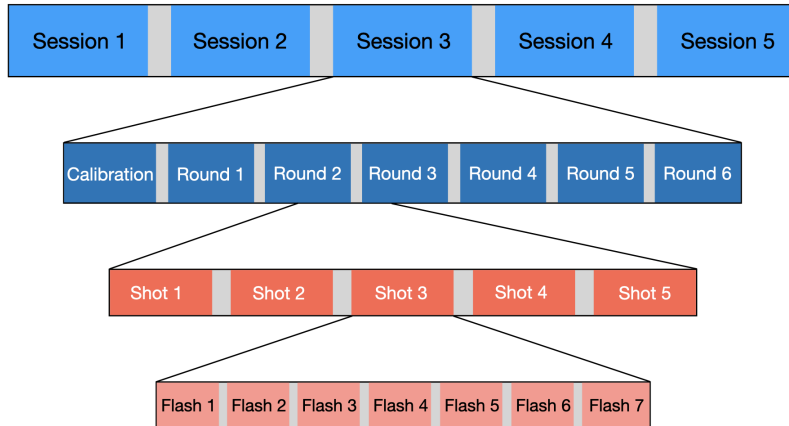 Session 1 Session 2 Session 3 Session 4 Session 5
Calibration Round 1 Round 2 Round 3 Round 4 Round 5 Round 6
Shot 1 Shot 2 Shot 3 Shot 4 Shot 5
Flash 1 Flash 2 Flash 3 Flash 4 Flash 5 Flash 6 Flash 7